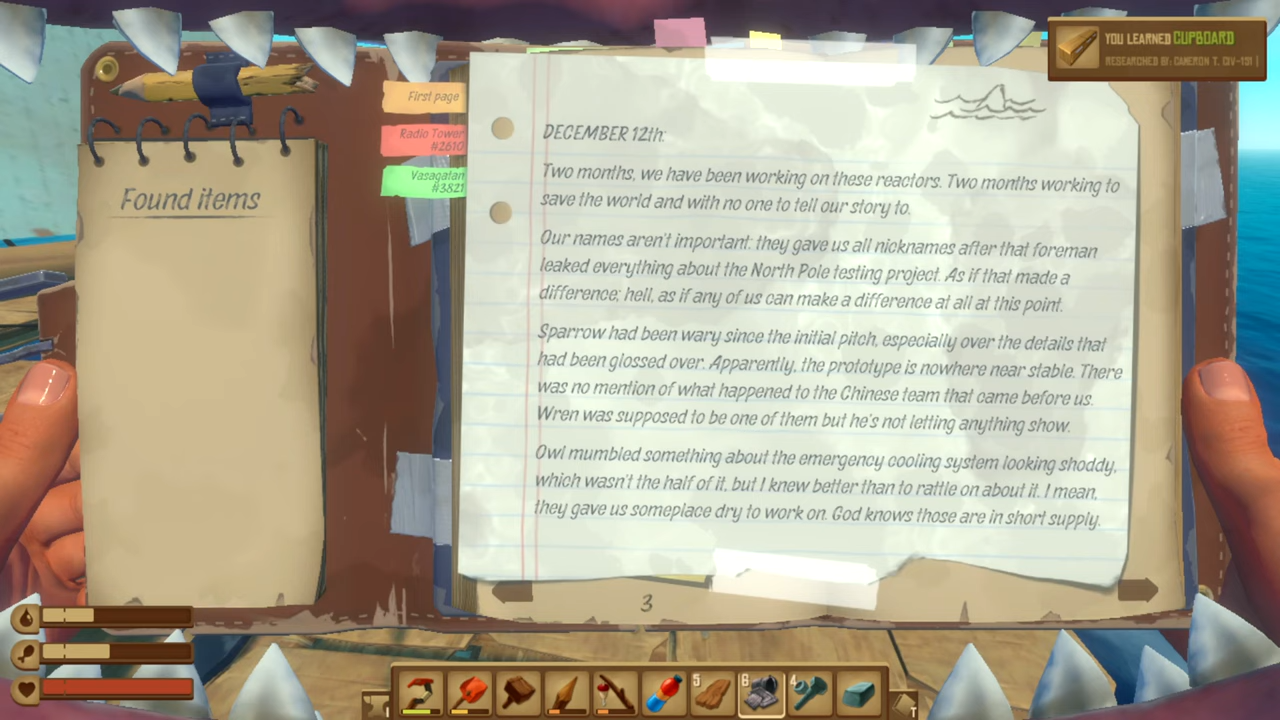 YOU LEARNED CUPBOARD
RESEARCHED BY: CAMERON T. CIV-131
First page
Radio Tower
#2610
Vasagatan
#3821
Found items
DECEMBER 12th:
Two months, we have been working on these reactors. Two months working to
save the world and with no one to tell our story to.
Our names aren't important: they gave us all nicknames after that foreman
leaked everything about the North Pole testing project. As if that made a
difference; hell, as if any of us can make a difference at all at this point.
Sparrow had been wary since the initial pitch, especially over the details that
had been glossed over. Apparently, the prototype is nowhere near stable. There
was no mention of what happened to the Chinese team that came before us.
Wren was supposed to be one of them but he's not letting anything show.
Owl mumbled something about the emergency cooling system looking shoddy,
which wasn't the half of it, but I knew better than to rattle on about it. I mean,
they gave us someplace dry to work on. God knows those are in short supply.
3
5
6
4
T